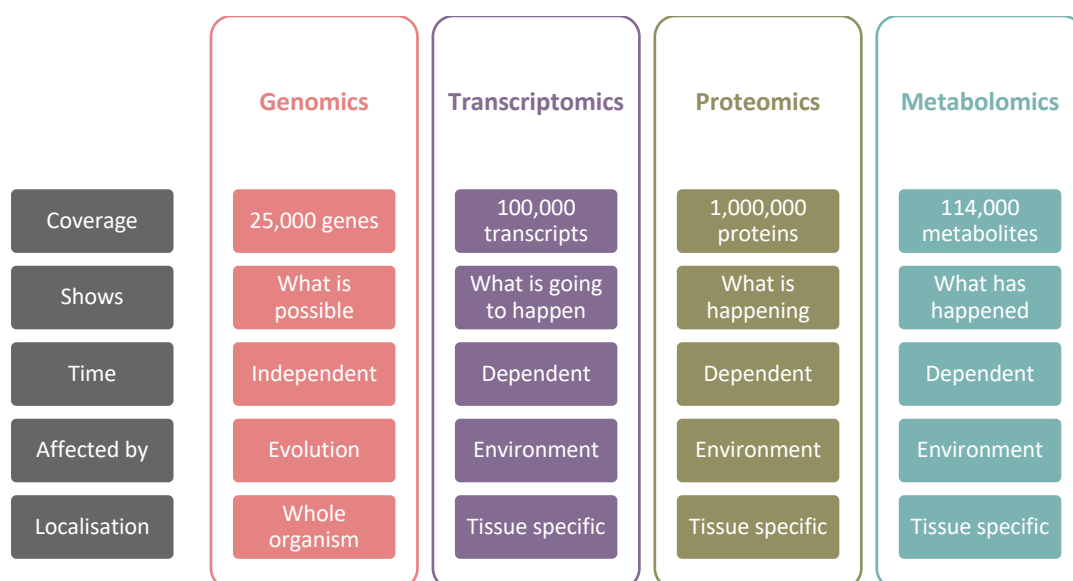 Genomics
Transcriptomics
Proteomics
Metabolomics
Coverage
25,000 genes
100,000
transcripts
1,000,000
proteins
114,000
metabolites
Shows
What is
possible
What is going
to happen
What is
happening
What has
happened
Time
Independent
Dependent
Dependent
Dependent
Affected by
Evolution
Environment
Environment
Environment
Localisation
Whole
organism
Tissue specific
Tissue specific
Tissue specific